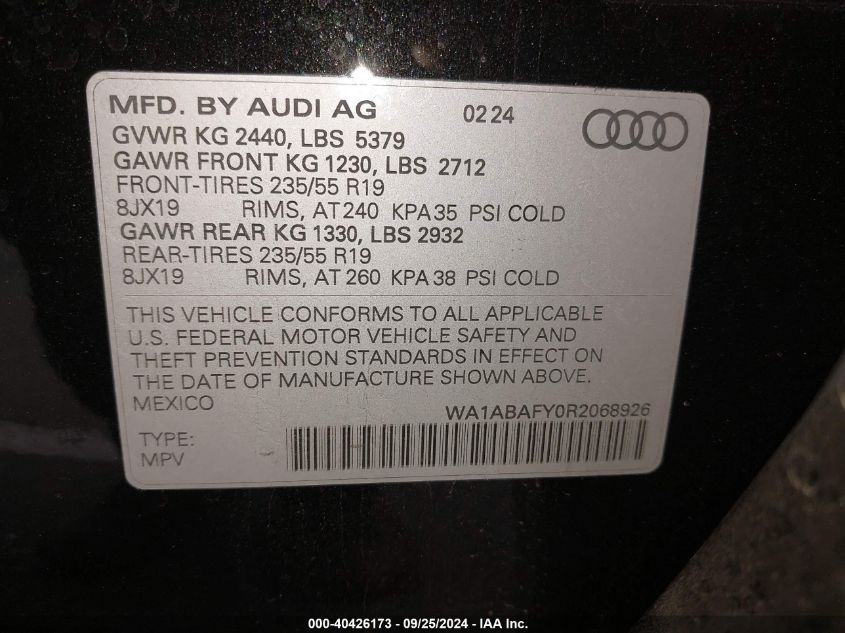 MFD. BY AUDI AG 02 24
GVWR KG 2440, LBS 5379
GAWR FRONT KG 1230, LBS 2712
FRONT-TIRES 235/55 R19
8JX19 RIMS, AT 240 KPA 35 PSI COLD
GAWR REAR KG 1330, LBS 2932
REAR-TIRES 235/55 R19
8JX19 RIMS, AT 260 KPA 38 PSI COLD
THIS VEHICLE CONFORMS TO ALL APPLICABLE
U.S. FEDERAL MOTOR VEHICLE SAFETY AND
THEFT PREVENTION STANDARDS IN EFFECT ON
THE DATE OF MANUFACTURE SHOWN ABOVE.
MEXICO WA1ABAFY0R2068926
TYPE:
MPV
000-40426173 - 09/25/2024 - IAA Inc.